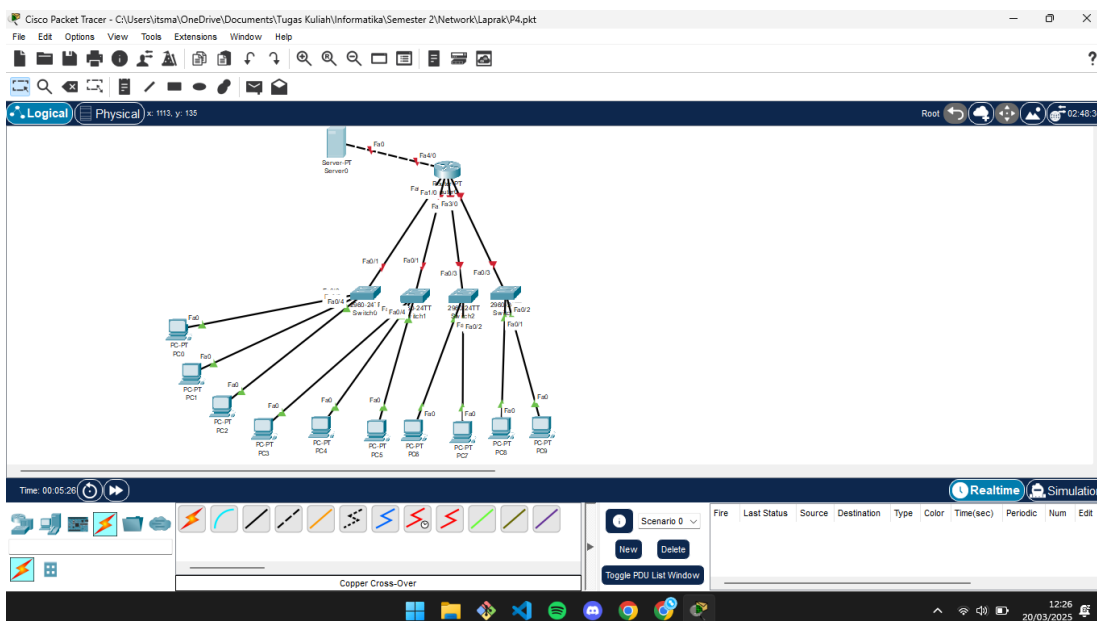 Cisco Packet Tracer - C:\Users\itsma\OneDrive\Documents\Tugas Kuliah\Informatika\Semester 2\Network\Laprak\P4.pkt
File Edit Options View Tools Extensions Window Help
?
Logical Physical x: 1113, y: 135 Root 02:48:3
Fa0
Fa4/0
Server-PT
Server0
Fa1/0
Fa Fa3/0
Fa0/1 Fa0/1
Fa0/3 Fa0/3
Fa0/4 Fa0/4 Fa0/2
Switch0
Fa0/2 Fa0/1
Fa0
PC-PT
PC0
Fa0
PC-PT
PC1
Fa0
PC-PT
PC2
Fa0
PC-PT
PC3
Fa0
PC-PT
PC4
Fa0
PC-PT
PC5
Fa0
PC-PT
PC6
Fa0
PC-PT
PC7
Fa0
PC-PT
PC8
Fa0
PC-PT
PC9
Time: 00:05:26 Realtime Simulation
Scenario 0
New Delete
Toggle PDU List Window
Fire Last Status Source Destination Type Color Time(sec) Periodic Num Edit
Copper Cross-Over
12:26
20/03/2025